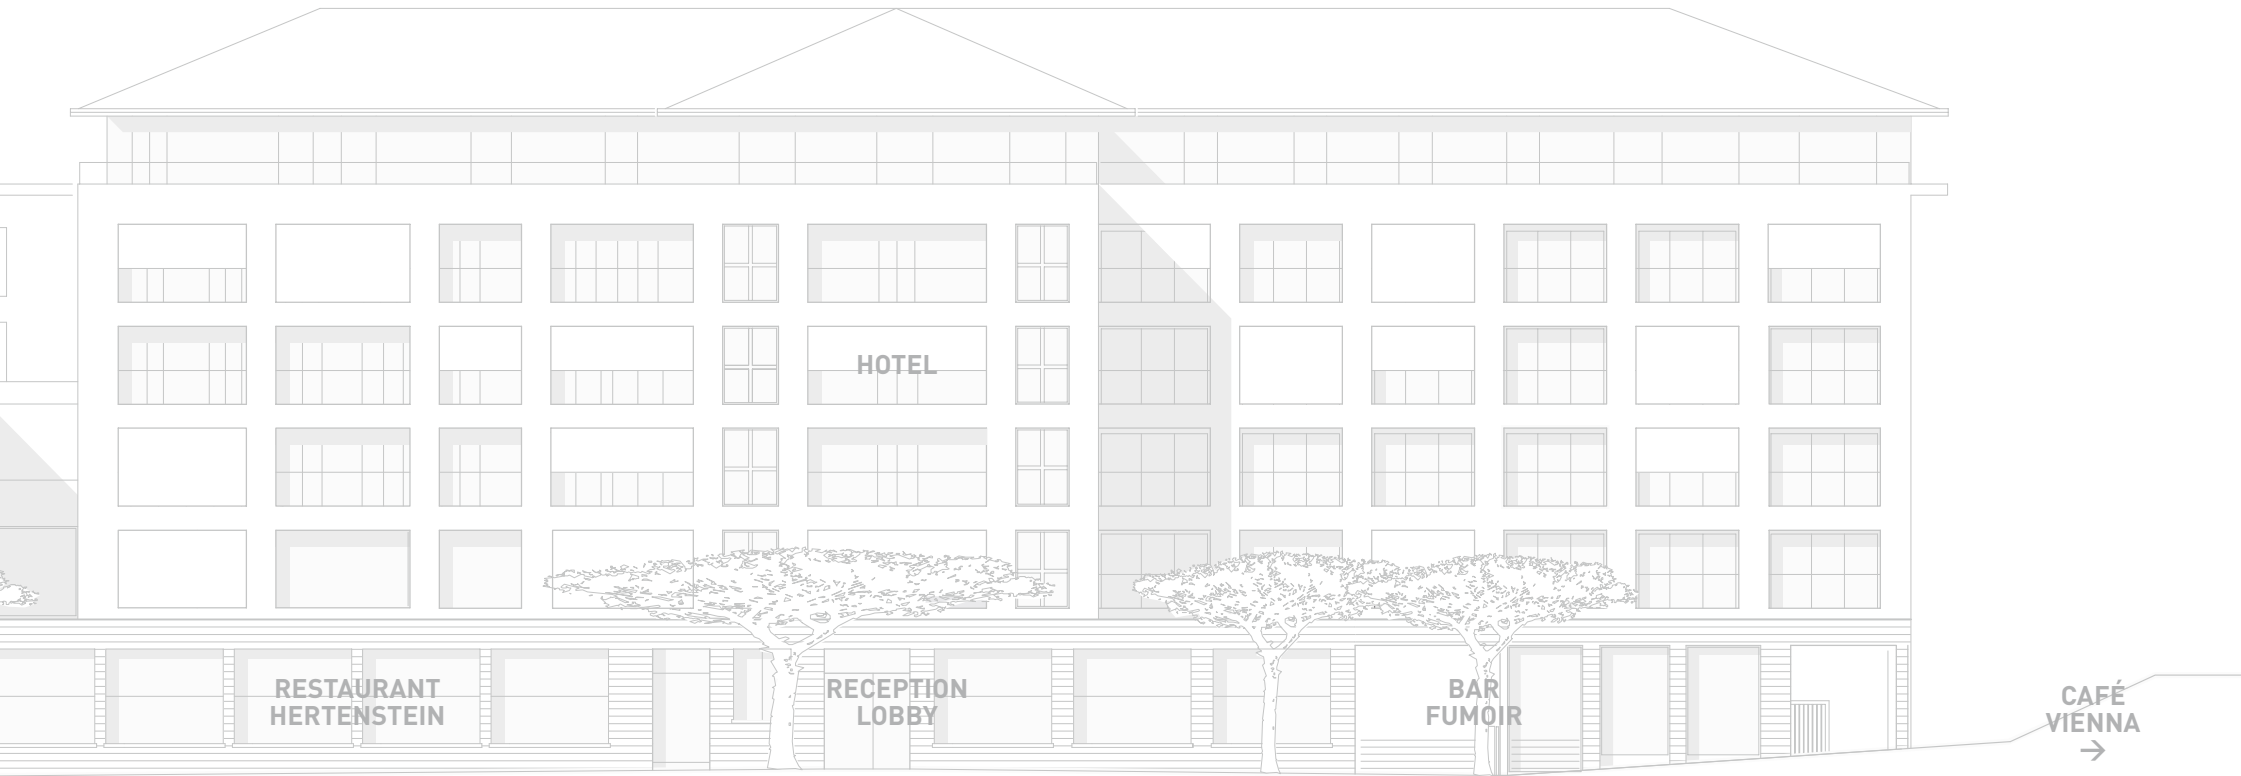 HOTEL
RESTAURANT
HERTENSTEIN
RECEPTION
LOBBY
BAR
FUMOIR
CAFÉ
VIENNA
→